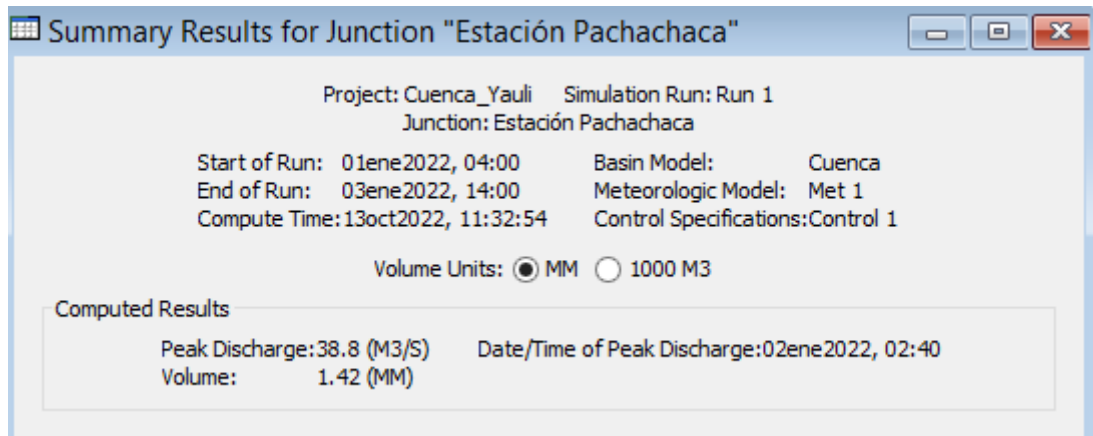 Summary Results for Junction "Estación Pachachaca"
Project: Cuenca_Yauli Simulation Run: Run 1
Junction: Estación Pachachaca
Start of Run: 01ene2022, 04:00 Basin Model: Cuenca
End of Run: 03ene2022, 14:00 Meteorologic Model: Met 1
Compute Time:13oct2022, 11:32:54 Control Specifications:Control 1
Volume Units: MM 1000 M3
Computed Results
Peak Discharge:38.8 (M3/S) Date/Time of Peak Discharge:02ene2022, 02:40
Volume: 1.42 (MM)